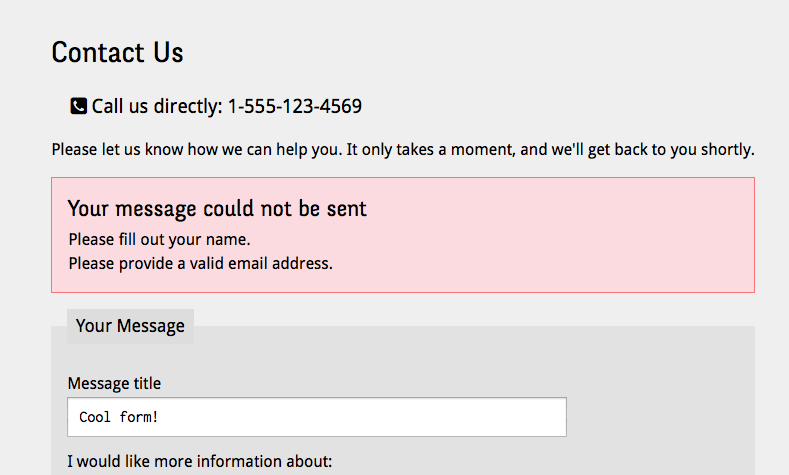 Contact Us
Call us directly: 1-555-123-4569
Please let us know how we can help you. It only takes a moment, and we'll get back to you shortly.
Your message could not be sent
Please fill out your name.
Please provide a valid email address.
Your Message
Message title
Cool form!
I would like more information about: